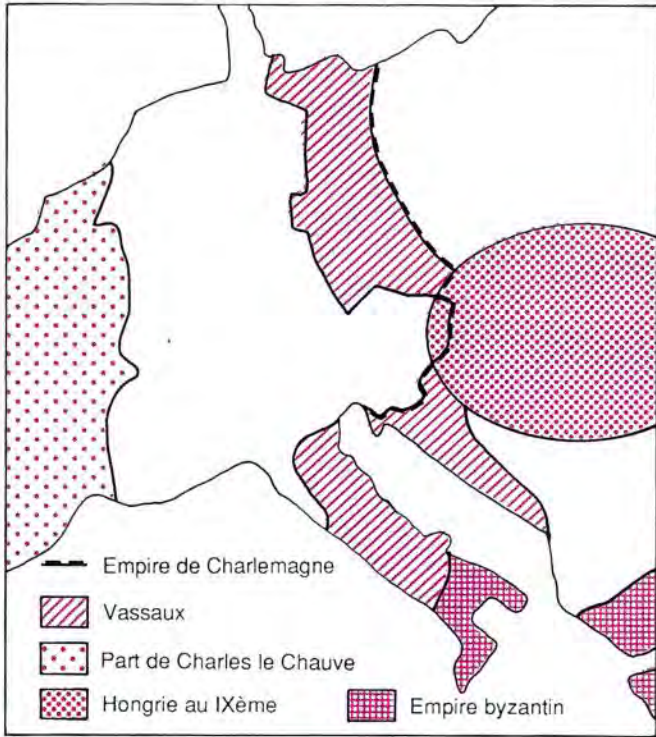 Empire de Charlemagne
Vassaux
Part de Charles le Chauve
Hongrie au IXème
Empire byzantin